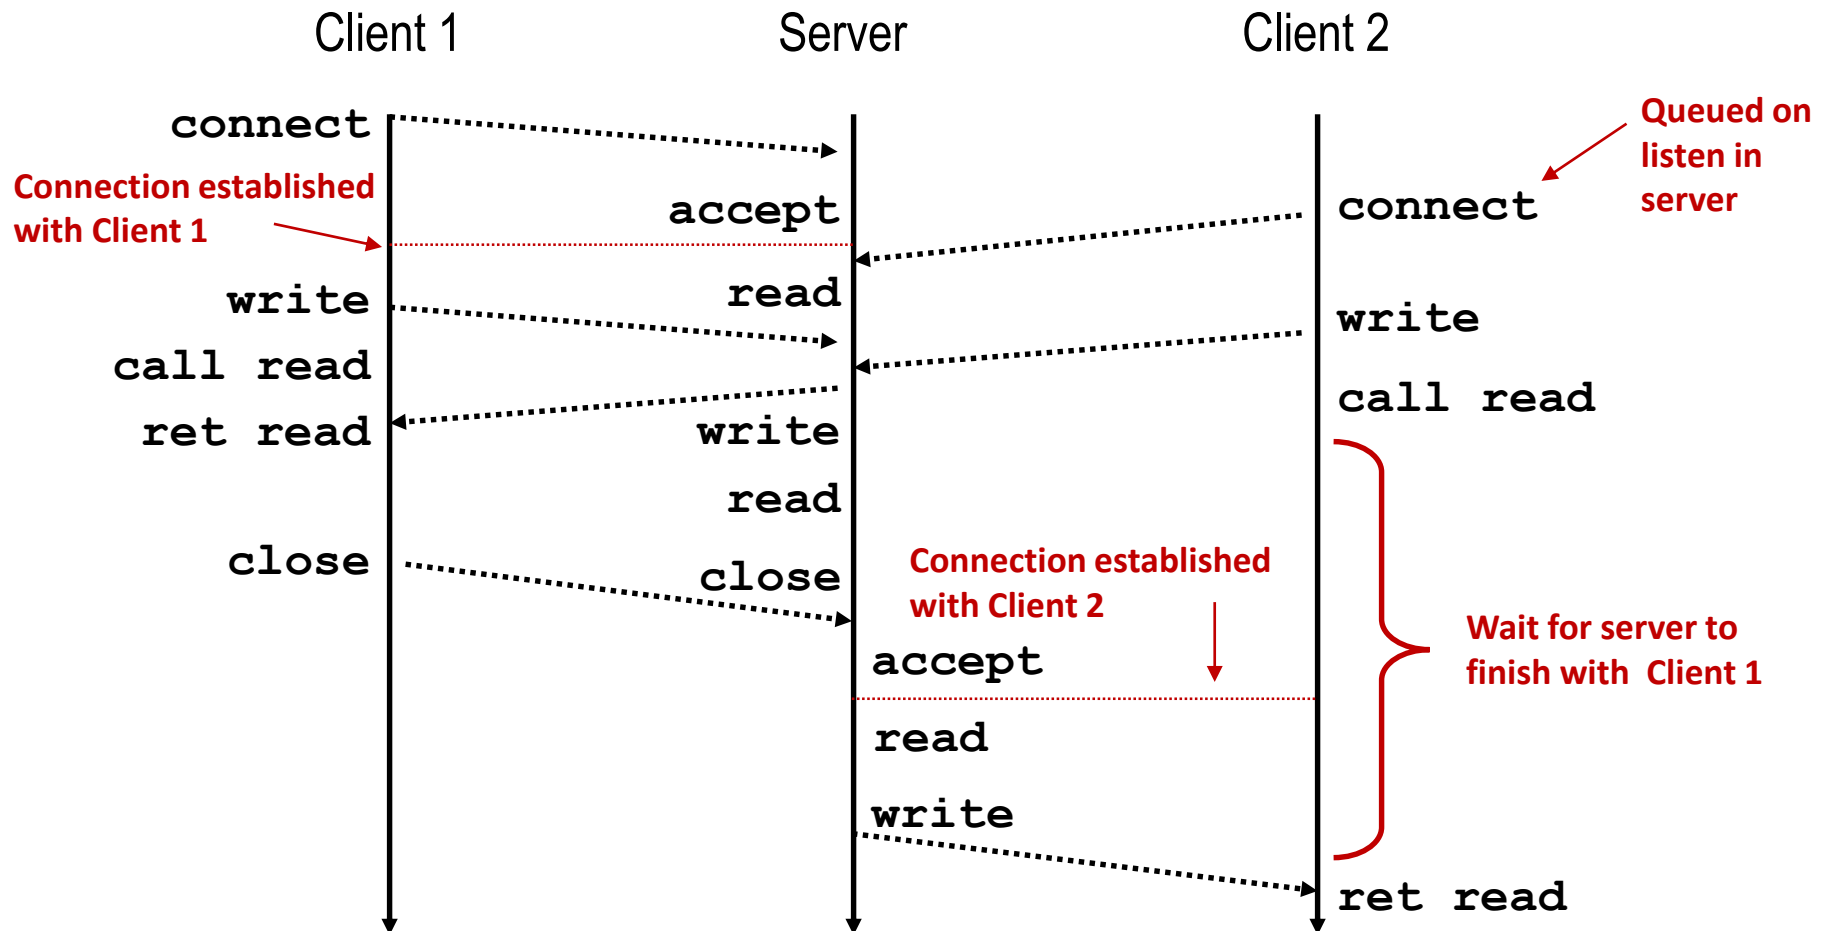 Client 1
Server
Client 2
connect
Queued on
listen in
server
Connection established
with Client 1
accept
connect
write
read
write
call read
call read
ret read
write
read
close
close
Connection established
with Client 2
accept
Wait for server to
finish with  Client 1
read
write
ret read